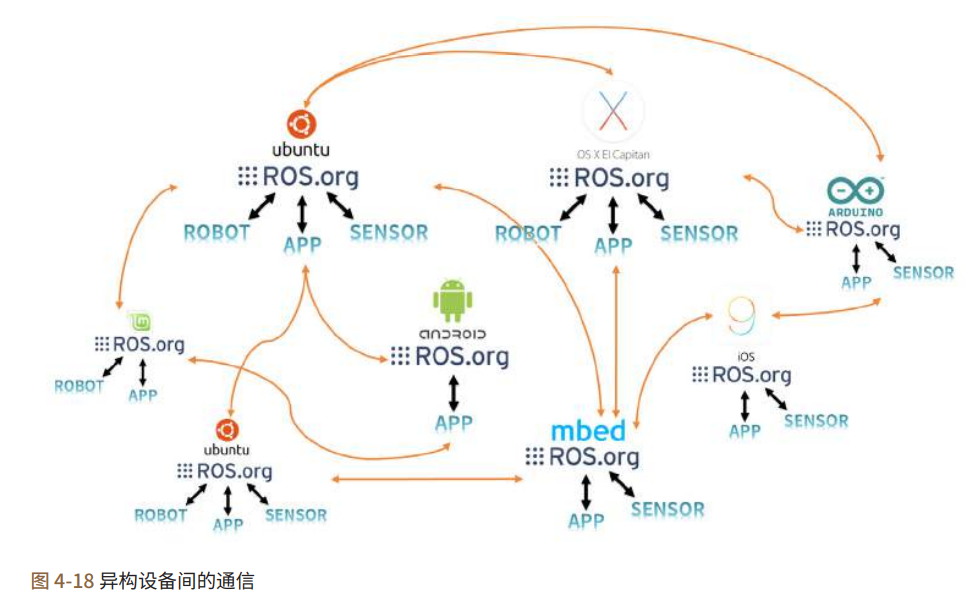 ubuntu
ROS.org
ROBOT
APP
SENSOR
OS X El Capitan
ROS.org
ROBOT
APP
SENSOR
ARDUINO
ROS.org
APP
SENSOR
ROS.org
ROBOT
APP
ANDROID
ROS.org
APP
9
iOS
ROS.org
APP
SENSOR
ubuntu
ROS.org
ROBOT
APP
SENSOR
mbed
ROS.org
APP
SENSOR
图 4-18 异构设备间的通信